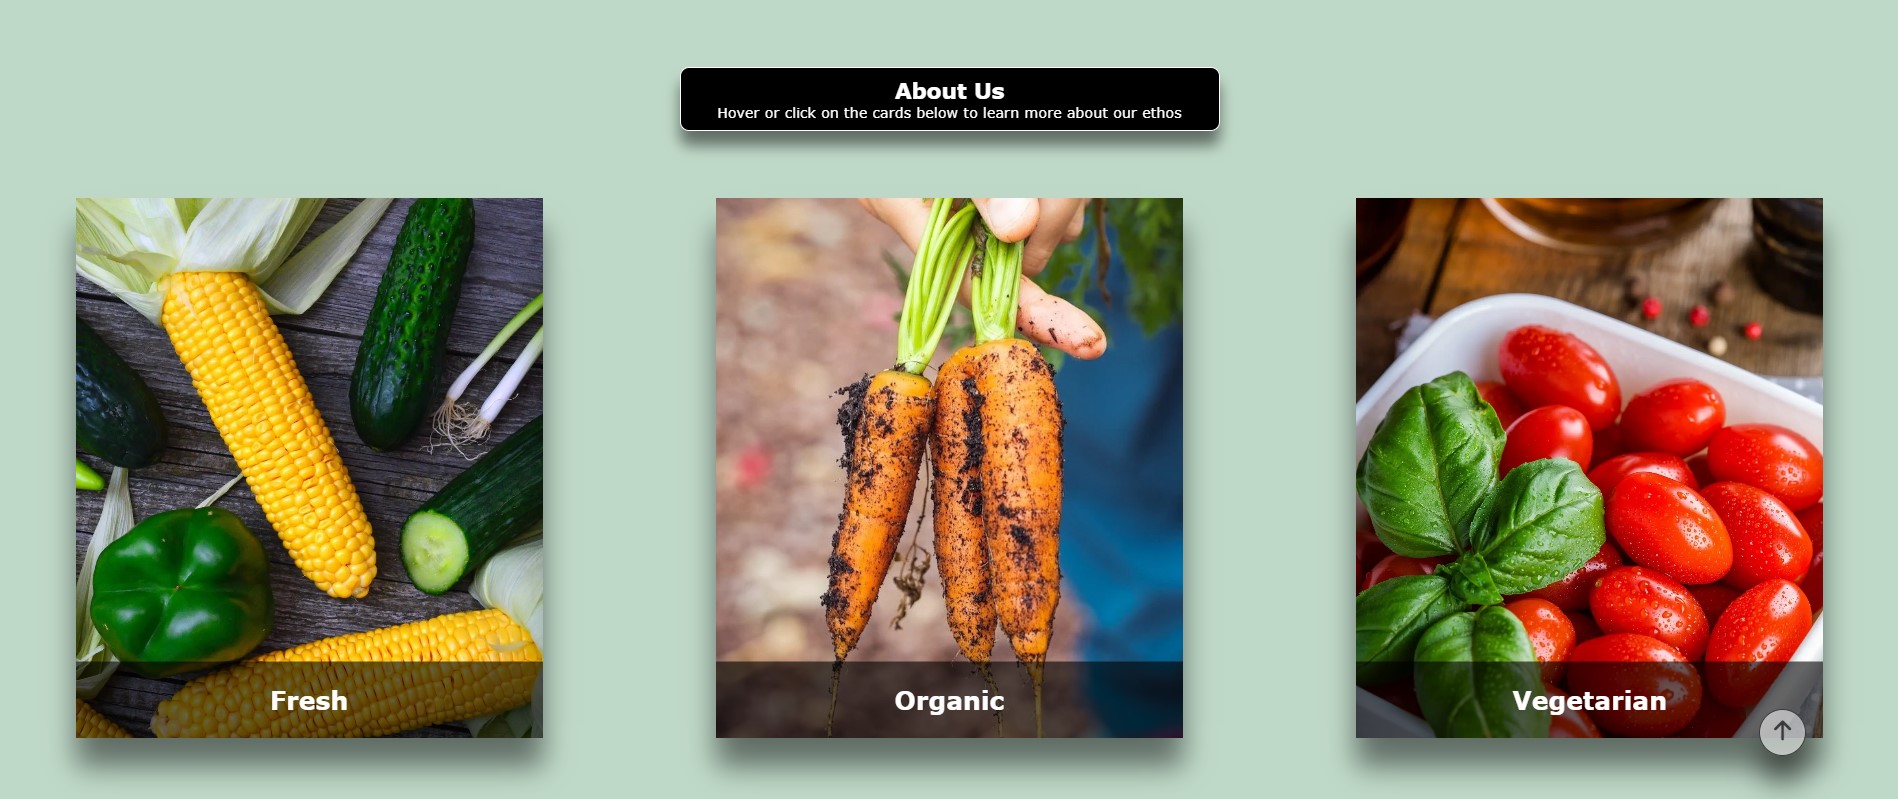 About Us
Hover or click on the cards below to learn more about our ethos
Fresh
Organic
Vegetarian